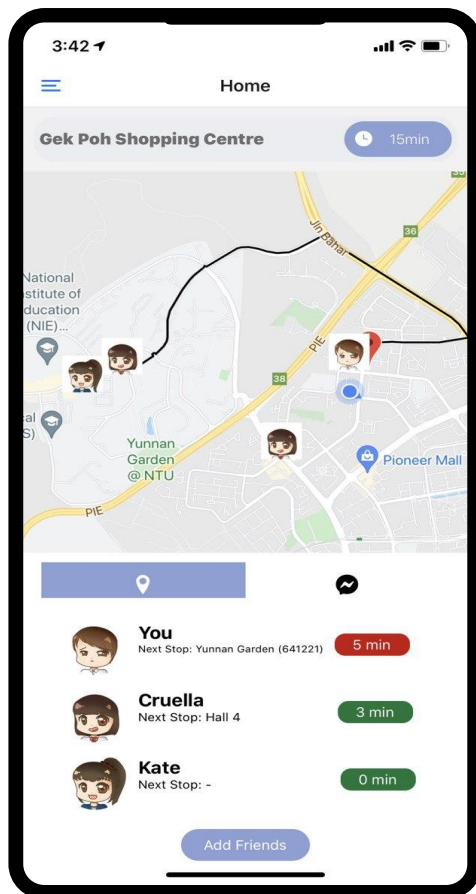 3:42
Home
Gek Poh Shopping Centre
15min
35
36
Jln Bahar
National
stitute of
ducation
(NIE)...
PIE
38
al
S)
Yunnan
Garden
@ NTU
Pioneer Mall
PIE
You
Next Stop: Yunnan Garden (641221)
5 min
Cruella
Next Stop: Hall 4
3 min
Kate
Next Stop: -
0 min
Add Friends